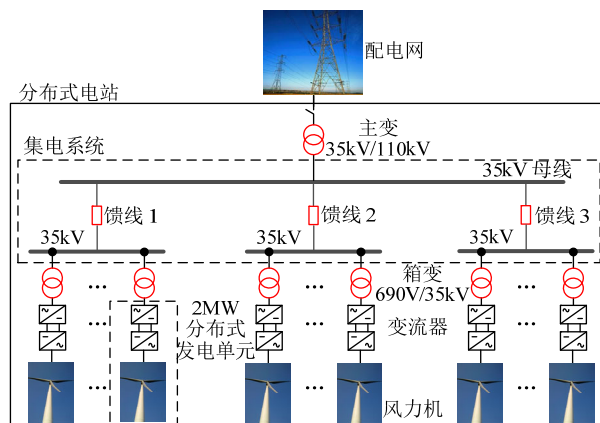 配电网
分布式电站
主变
35kV/110kV
集电系统
35kV 母线
馈线 1
馈线 2
馈线 3
35kV
35kV
35kV
箱变
690V/35kV
2MW
分布式
发电单元
变流器
风力机